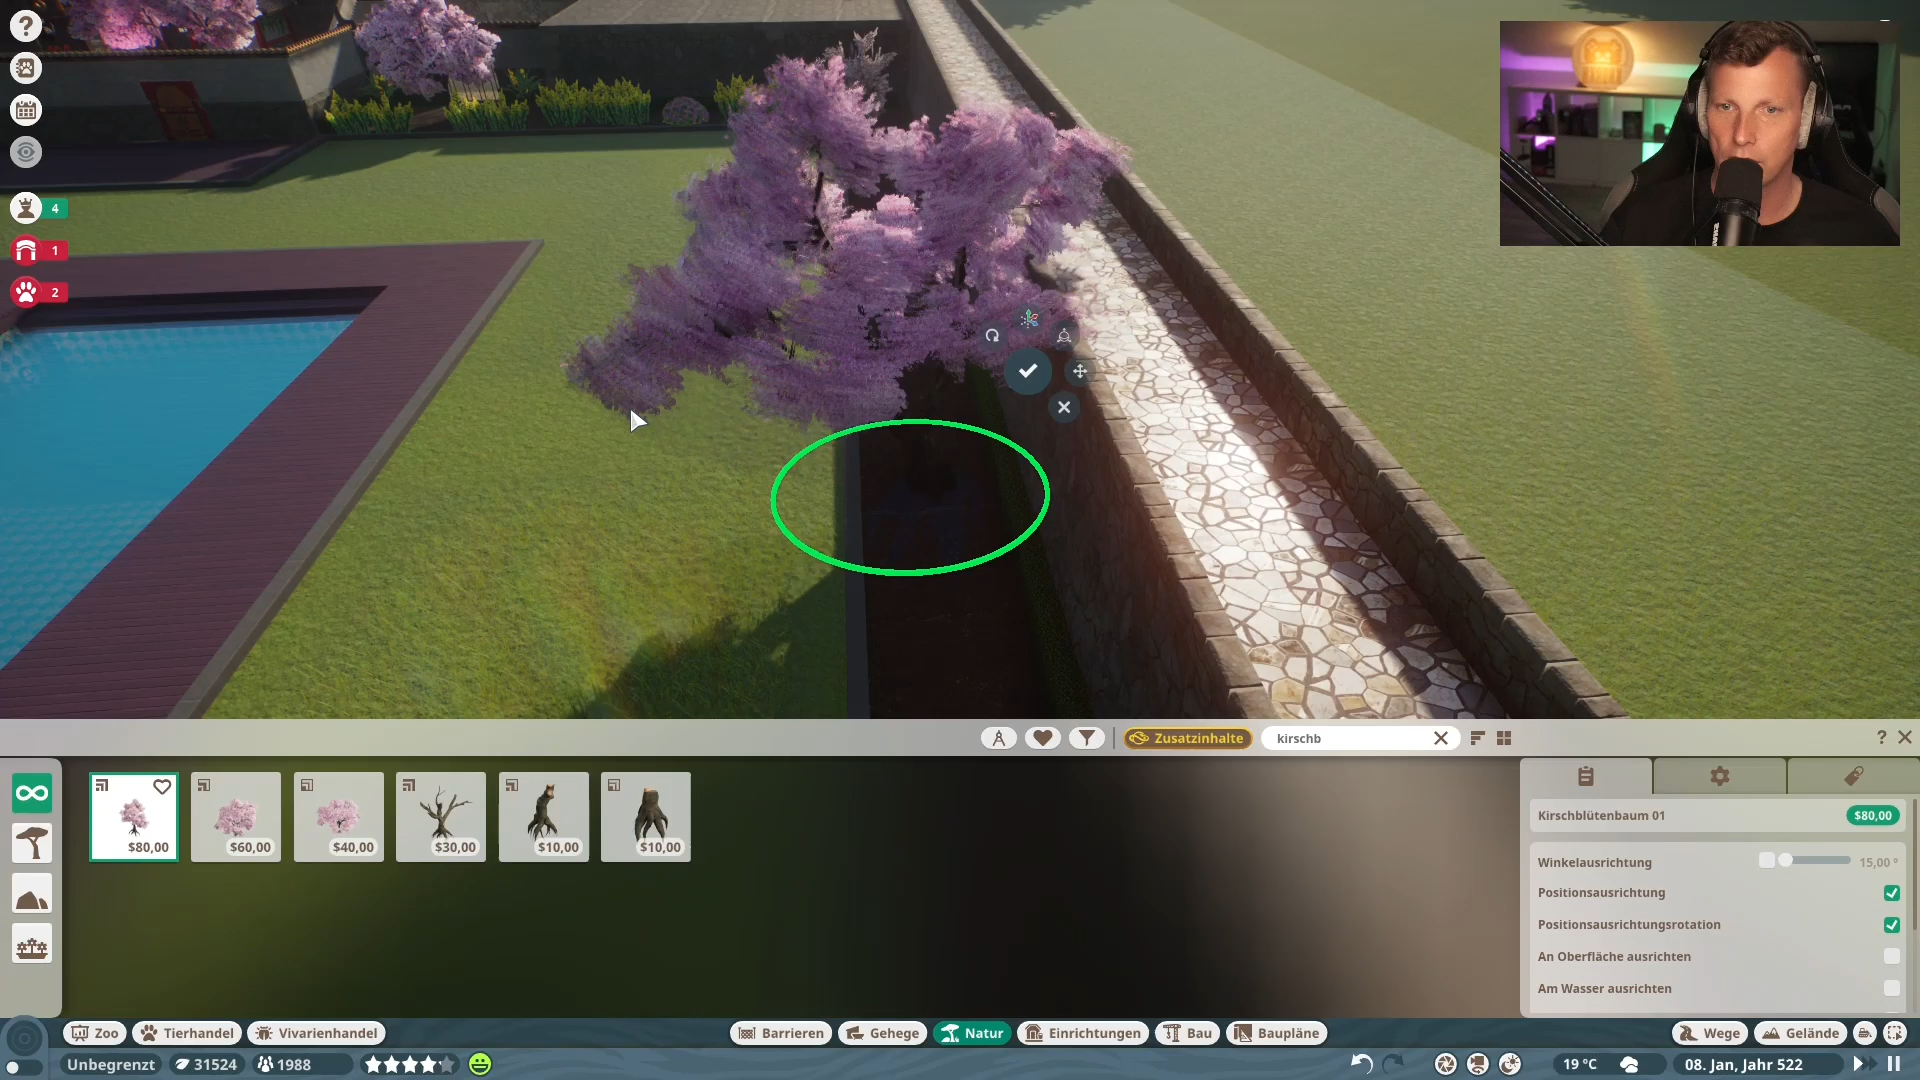 ?
4
1
2
Zusatzinhalte
kirschb
?
$80,00
$60,00
$40,00
$30,00
$10,00
$10,00
Kirschblütenbaum 01
$80,00
Winkelausrichtung
15,00 °
Positionsausrichtung
Positionsausrichtungsrotation
An Oberfläche ausrichten
Am Wasser ausrichten
Zoo
Tierhandel
Vivarienhandel
Barrieren
Gehege
Natur
Einrichtungen
Bau
Baupläne
Wege
Gelände
Unbegrenzt
31524
1988
19 °C
08. Jan, Jahr 522